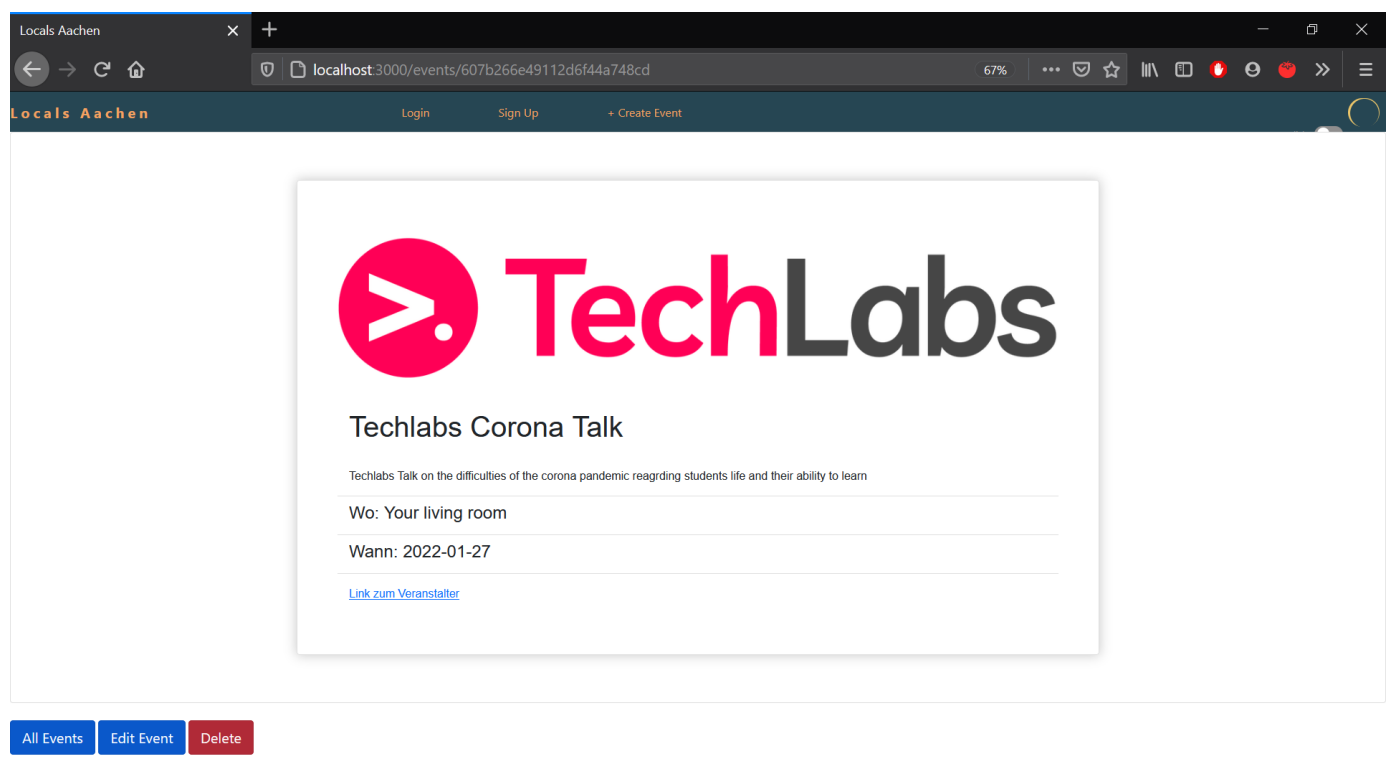 Locals Aachen
localhost:3000/events/607b266e49112d6f44a748cd
67%
Locals Aachen
Login
Sign Up
+ Create Event
TechLabs
Techlabs Corona Talk
Techlabs Talk on the difficulties of the corona pandemic reagrding students life and their ability to learn
Wo: Your living room
Wann: 2022-01-27
Link zum Veranstalter
All Events
Edit Event
Delete